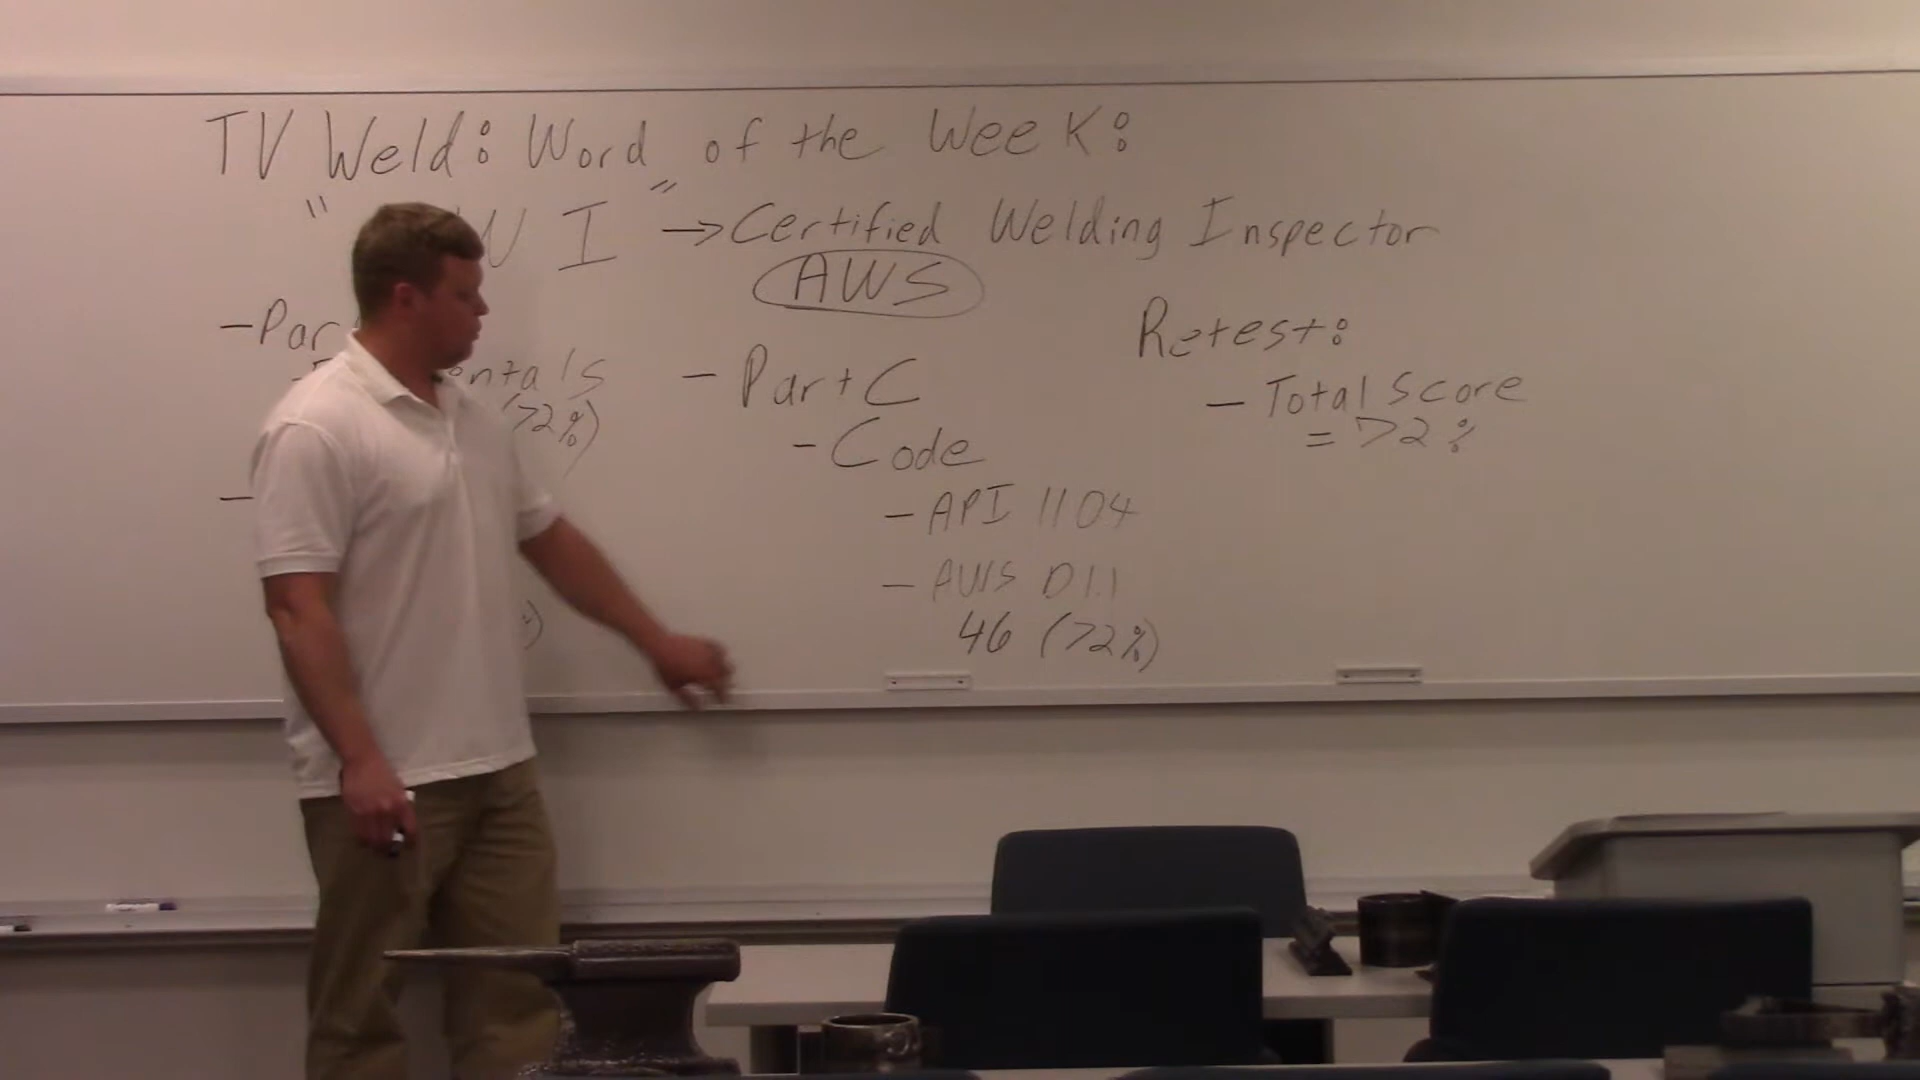 TV Weld: Word of the Week:
" W I " → Certified Welding Inspector
AWS
- Par
ntals
(72%)
-
- Part C
- Code
- API 1104
- AWS D1.1
46 (72%)
Retest:
- Total Score
= 72%